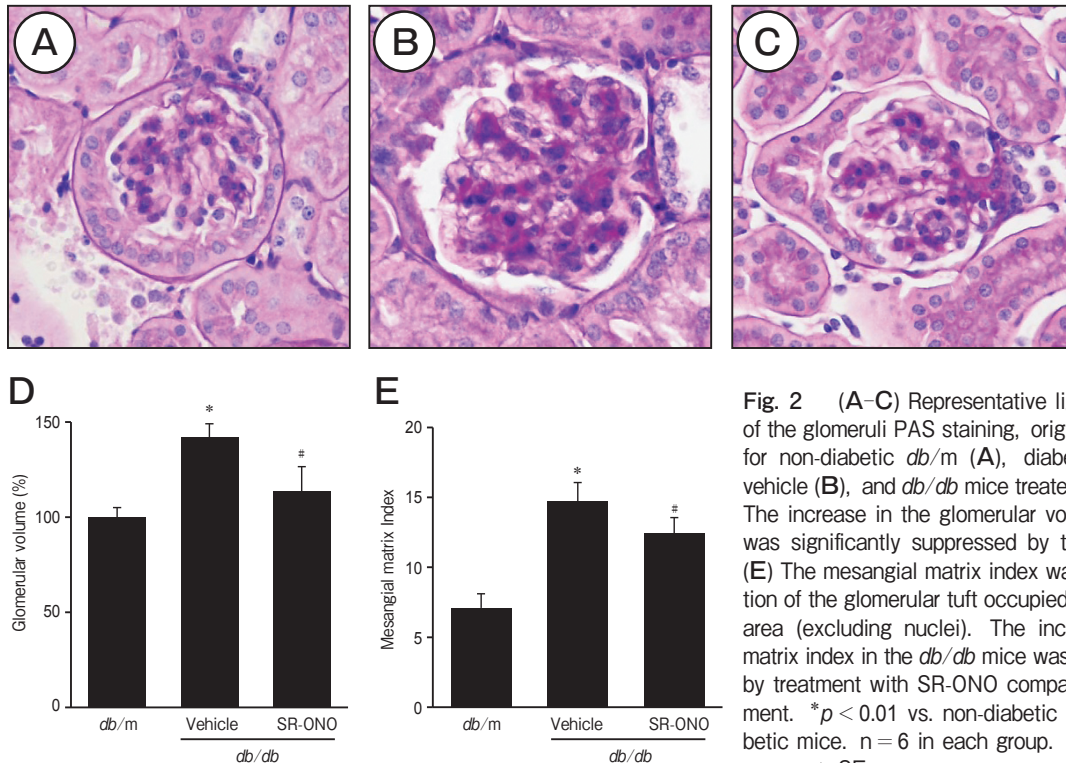 A
B
C
D
Glomerular volume (%)
150
100
50
0
*
#
db/m
Vehicle
SR-ONO
db/db
E
Mesangial matrix Index
20
15
10
5
0
*
#
db/m
Vehicle
SR-ONO
db/db
Fig. 2 (A-C) Representative li
of the glomeruli PAS staining, orig
for non-diabetic db/m (A), diabe
vehicle (B), and db/db mice treate
The increase in the glomerular vo
was significantly suppressed by t
(E) The mesangial matrix index wa
tion of the glomerular tuft occupied
area (excluding nuclei). The inc
matrix index in the db/db mice was
by treatment with SR-ONO compa
ment. *p < 0.01 vs. non-diabetic
betic mice. n = 6 in each group.